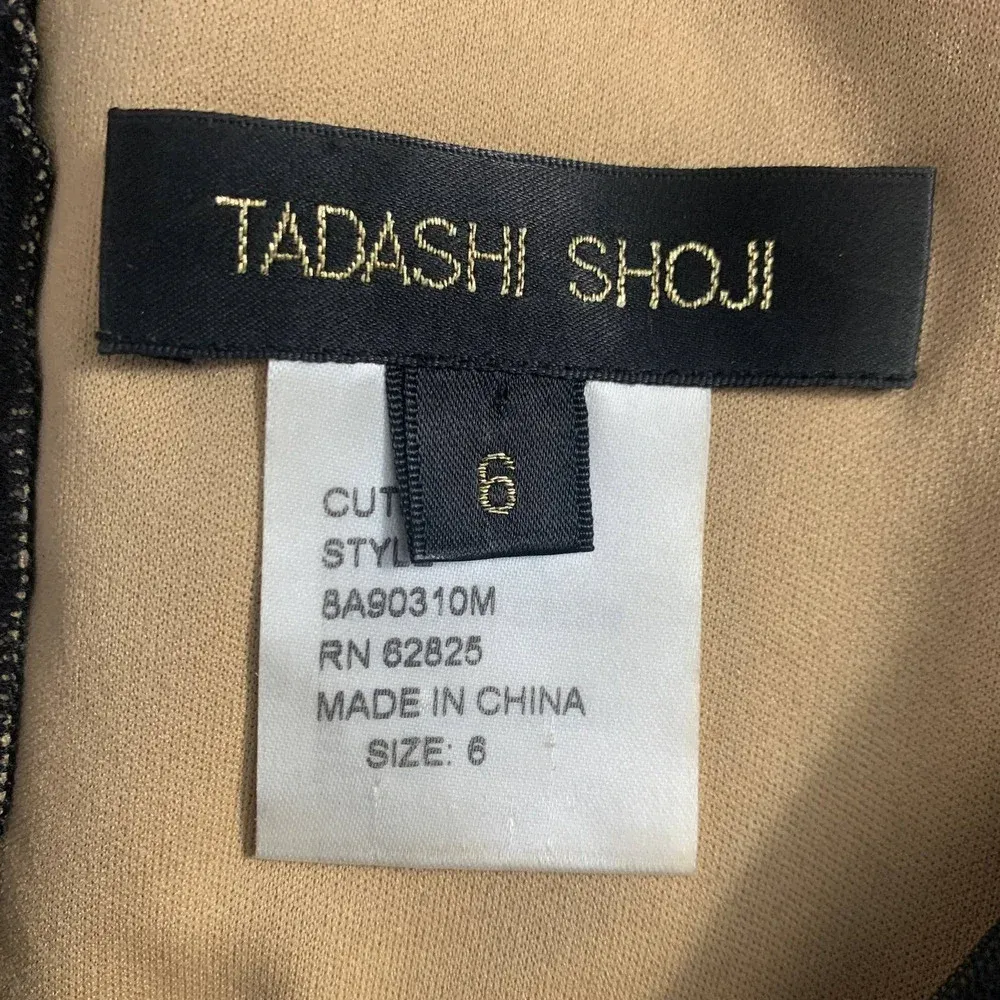 TADASHI SHOJI
6
CUT
STYLE
8A90310M
RN 62825
MADE IN CHINA
SIZE: 6